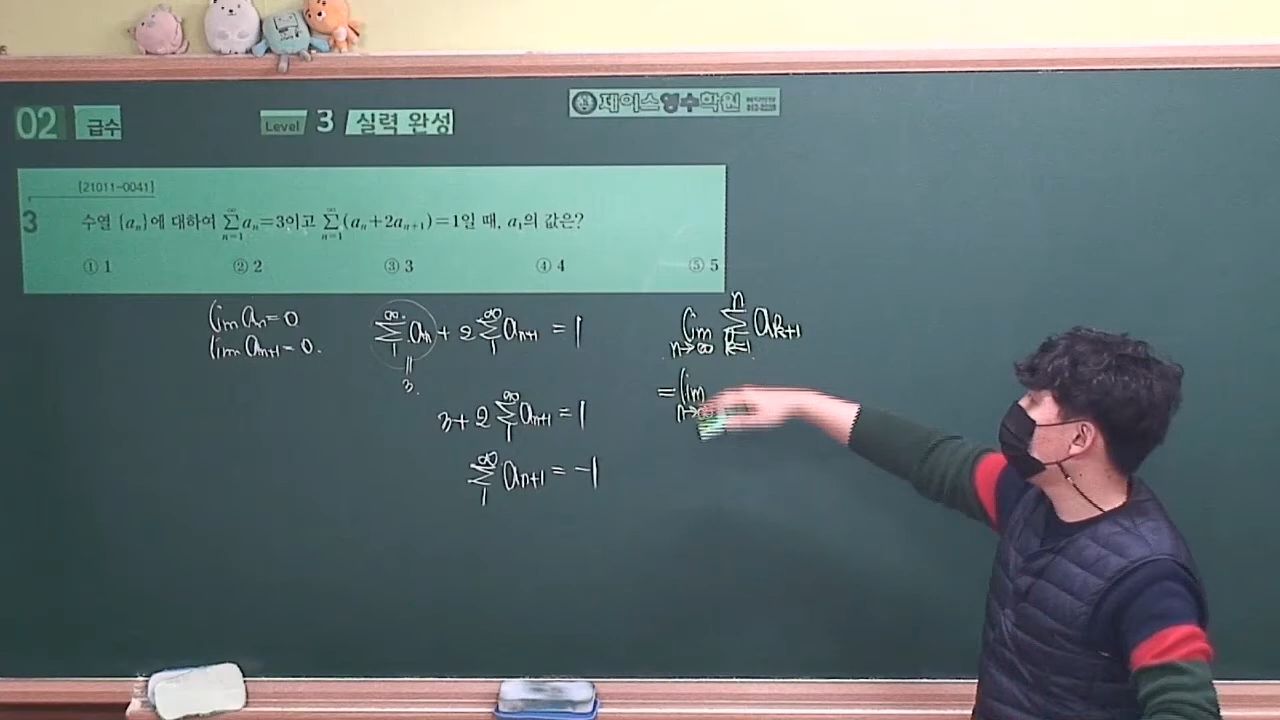 02 급수
Level 3 실력 완성
제이스영수학원
[21011-0041]
3 수열 {aₙ}에 대하여 ∑_{n=1}^{∞} aₙ=3이고 ∑_{n=1}^{∞} (aₙ+2aₙ₊₁)=1일 때, a₁의 값은?
① 1 ② 2 ③ 3 ④ 4 ⑤ 5
lim aₙ=0
lim aₙ₊₁=0.
∑_{1}^{∞} aₙ + 2 ∑_{1}^{∞} aₙ₊₁ = 1
=
3.
3+2 ∑_{1}^{∞} aₙ₊₁ = 1
∑_{1}^{∞} aₙ₊₁ = -1
lim_{n→∞} ∑_{k=1}^{n} aₖ₊₁
= lim_{n→∞}